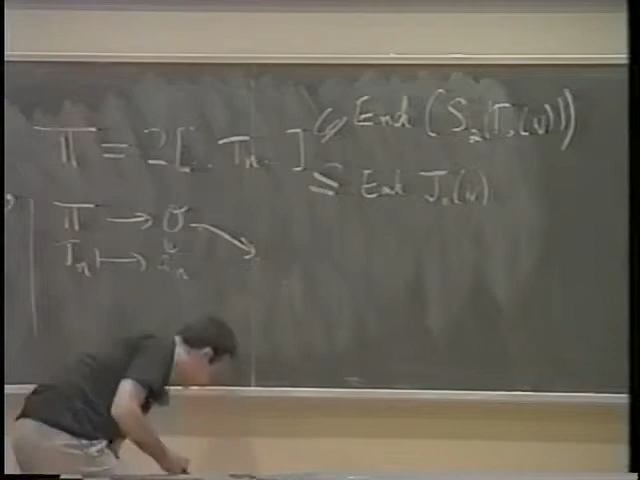 𝕋 = ℤ[… Tₙ …] ↪ End (S₂(Γ₀(N)))
⊆ End J₀(N)
𝕋 → O ↘
Tₙ ↦ aₙ